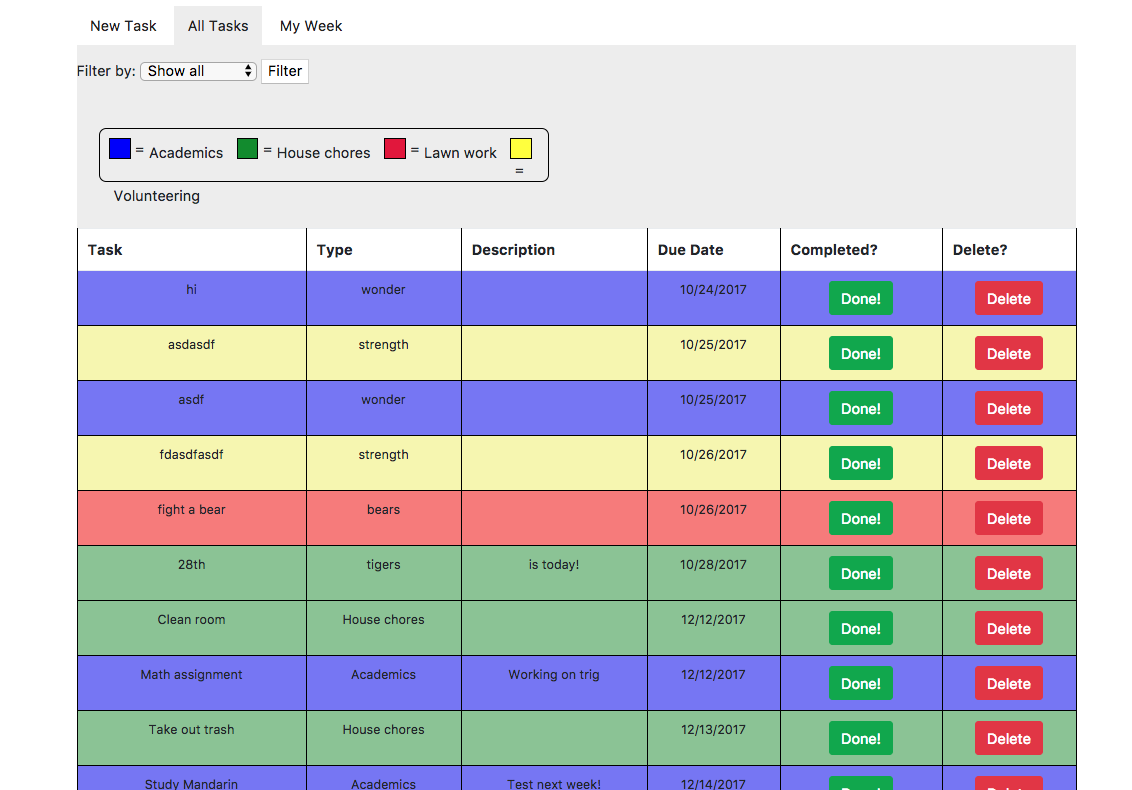 New Task All Tasks My Week
Filter by: Show all Filter
= Academics = House chores = Lawn work
=
Volunteering
Task Type Description Due Date Completed? Delete?
hi wonder 10/24/2017 Done! Delete
asdasdf strength 10/25/2017 Done! Delete
asdf wonder 10/25/2017 Done! Delete
fdasdfasdf strength 10/26/2017 Done! Delete
fight a bear bears 10/26/2017 Done! Delete
28th tigers is today! 10/28/2017 Done! Delete
Clean room House chores 12/12/2017 Done! Delete
Math assignment Academics Working on trig 12/12/2017 Done! Delete
Take out trash House chores 12/13/2017 Done! Delete
Study Mandarin Academics Test next week! 12/14/2017 Done! Delete